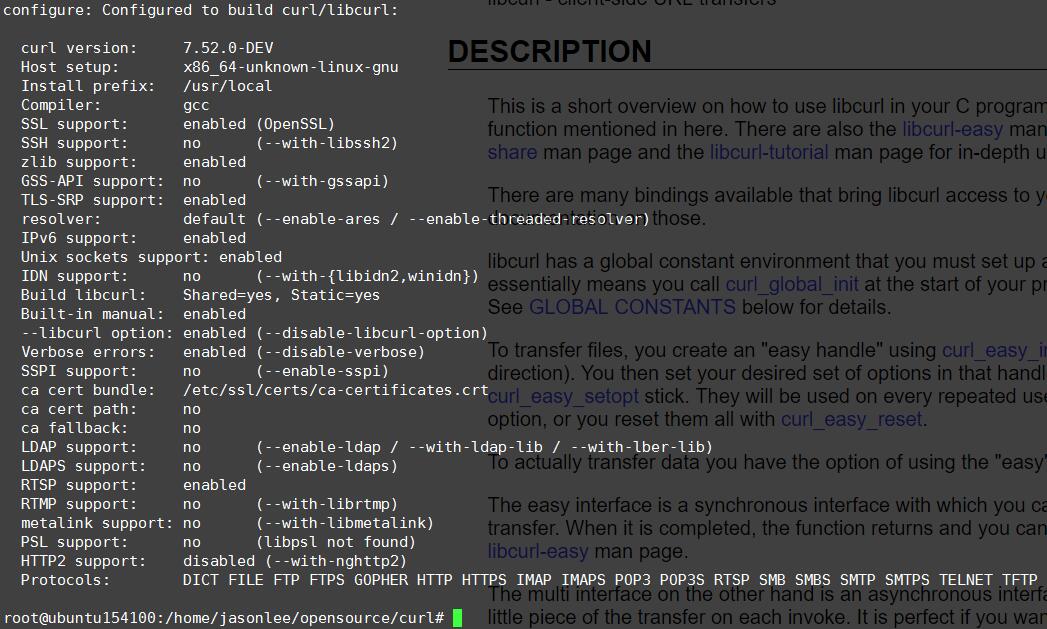 configure: Configured to build curl/libcurl:
curl version: 7.52.0-DEV
Host setup: x86_64-unknown-linux-gnu
Install prefix: /usr/local
Compiler: gcc
SSL support: enabled (OpenSSL)
SSH support: no (--with-libssh2)
zlib support: enabled
GSS-API support: no (--with-gssapi)
TLS-SRP support: enabled
resolver: default (--enable-ares / --enable-threaded-resolver)
IPv6 support: enabled
Unix sockets support: enabled
IDN support: no (--with-{libidn2,winidn})
Build libcurl: Shared=yes, Static=yes
Built-in manual: enabled
--libcurl option: enabled (--disable-libcurl-option)
Verbose errors: enabled (--disable-verbose)
SSPI support: no (--enable-sspi)
ca cert bundle: /etc/ssl/certs/ca-certificates.crt
ca cert path: no
ca fallback: no
LDAP support: no (--enable-ldap / --with-ldap-lib / --with-lber-lib)
LDAPS support: no (--enable-ldaps)
RTSP support: enabled
RTMP support: no (--with-librtmp)
metalink support: no (--with-libmetalink)
PSL support: no (libpsl not found)
HTTP2 support: disabled (--with-nghttp2)
Protocols: DICT FILE FTP FTPS GOPHER HTTP HTTPS IMAP IMAPS POP3 POP3S RTSP SMB SMBS SMTP SMTPS TELNET TFTP
root@ubuntu154100:/home/jasonlee/opensource/curl#
libcurl - client-side URL transfers
DESCRIPTION
This is a short overview on how to use libcurl in your C program
function mentioned in here. There are also the libcurl-easy man
share man page and the libcurl-tutorial man page for in-depth u
There are many bindings available that bring libcurl access to y
documentation on those.
libcurl has a global constant environment that you must set up a
essentially means you call curl_global_init at the start of your pr
See GLOBAL CONSTANTS below for details.
To transfer files, you create an "easy handle" using curl_easy_in
direction). You then set your desired set of options in that handl
curl_easy_setopt stick. They will be used on every repeated use
option, or you reset them all with curl_easy_reset.
To actually transfer data you have the option of using the "easy"
The easy interface is a synchronous interface with which you ca
transfer. When it is completed, the function returns and you can
libcurl-easy man page.
The multi interface on the other hand is an asynchronous interfa
little piece of the transfer on each invoke. It is perfect if you wan